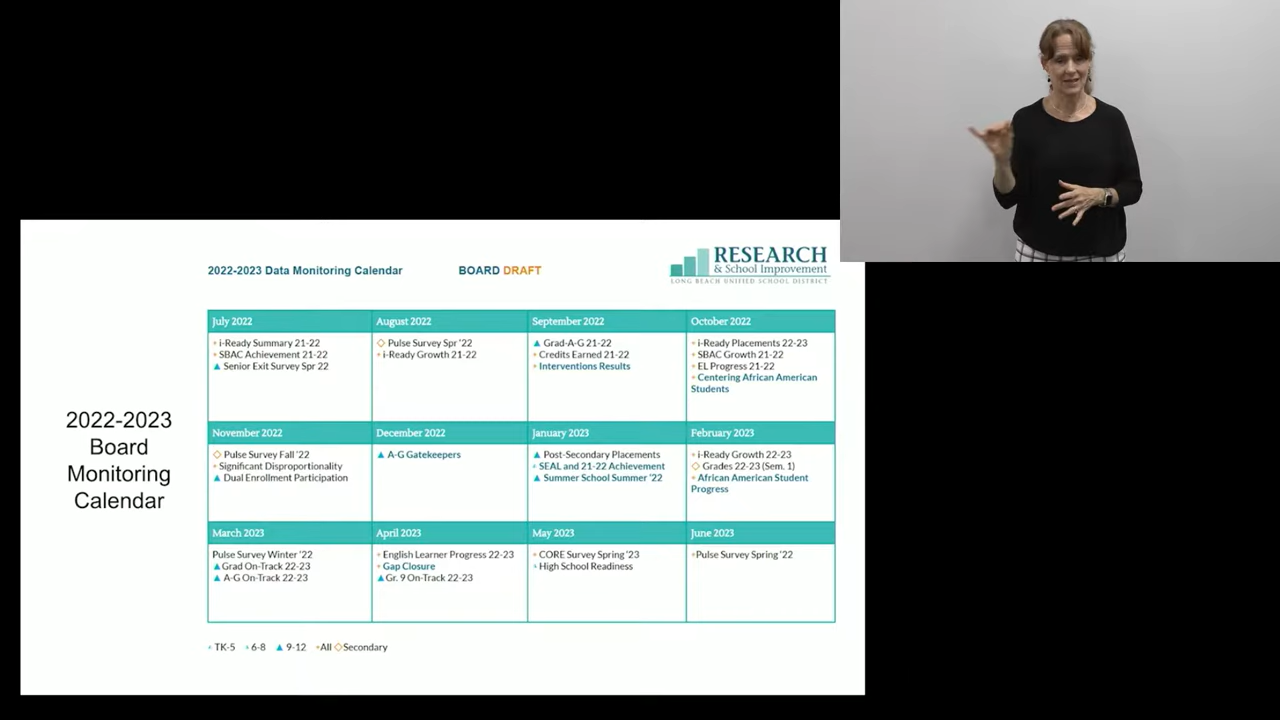 2022-2023 Data Monitoring Calendar
BOARD DRAFT
RESEARCH
& School Improvement
LONG BEACH UNIFIED SCHOOL DISTRICT
2022-2023
Board
Monitoring
Calendar
July 2022
i-Ready Summary 21-22
SBAC Achievement 21-22
Senior Exit Survey Spr 22
August 2022
Pulse Survey Spr '22
i-Ready Growth 21-22
September 2022
Grad-A-G 21-22
Credits Earned 21-22
Interventions Results
October 2022
i-Ready Placements 22-23
SBAC Growth 21-22
EL Progress 21-22
Centering African American
Students
November 2022
Pulse Survey Fall '22
Significant Disproportionality
Dual Enrollment Participation
December 2022
A-G Gatekeepers
January 2023
Post-Secondary Placements
SEAL and 21-22 Achievement
Summer School Summer '22
February 2023
i-Ready Growth 22-23
Grades 22-23 (Sem. 1)
African American Student
Progress
March 2023
Pulse Survey Winter '22
Grad On-Track 22-23
A-G On-Track 22-23
April 2023
English Learner Progress 22-23
Gap Closure
Gr. 9 On-Track 22-23
May 2023
CORE Survey Spring '23
High School Readiness
June 2023
Pulse Survey Spring '22
TK-5 6-8 9-12 All Secondary